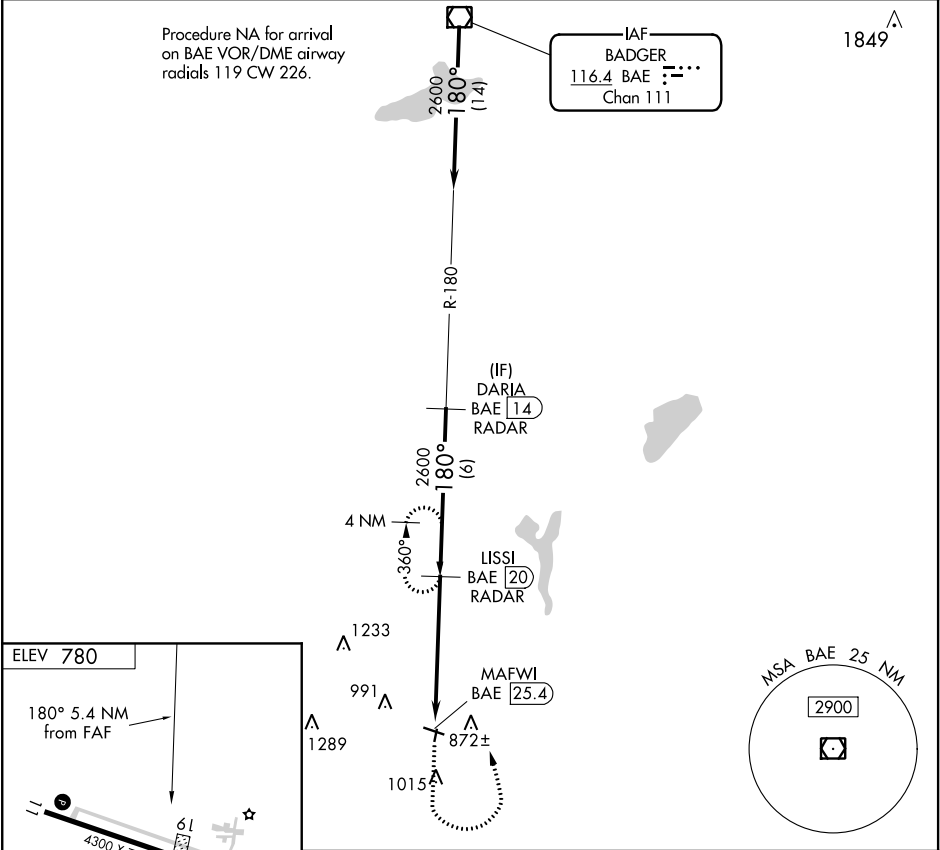 Procedure NA for arrival
on BAE VOR/DME airway
radials 119 CW 226.
IAF
BADGER
116.4 BAE
Chan 111
1849
2600
180°
(14)
R-180
(IF)
DARIA
BAE 14
RADAR
2600
180°
(6)
4 NM
360°
LISSI
BAE 20
RADAR
1233
991
1289
MAFWI
BAE 25.4
872±
1015
MSA BAE 25 NM
2900
ELEV 780
180° 5.4 NM
from FAF
P
11
19
4300 X